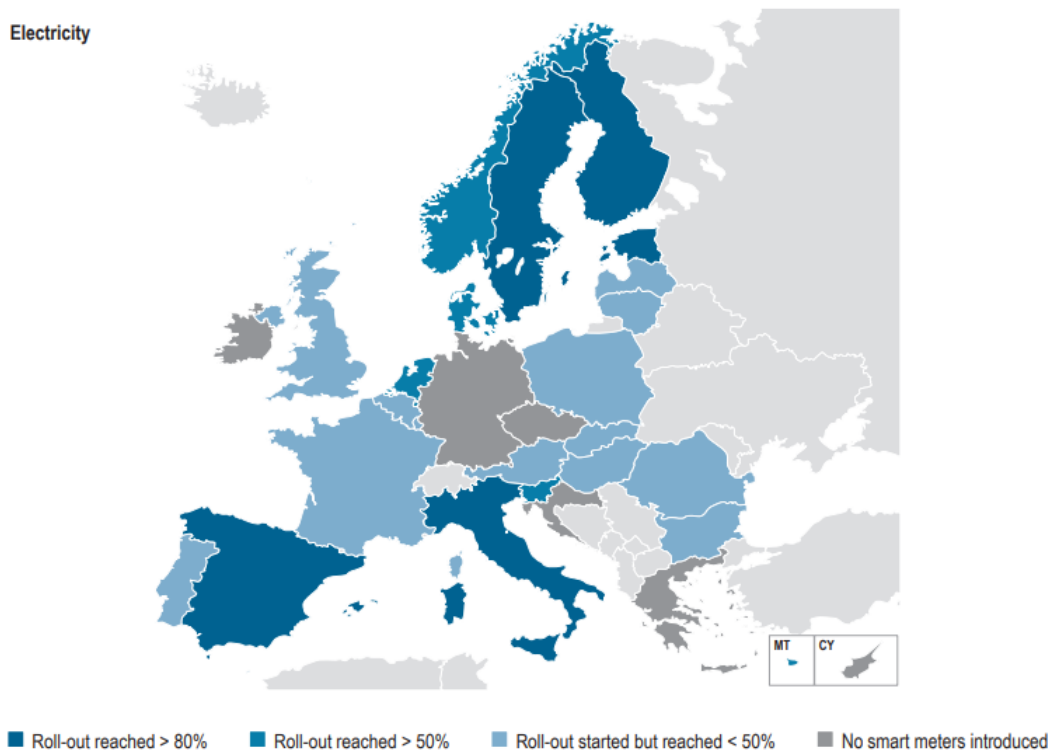 Electricity
MT CY
Roll-out reached > 80% Roll-out reached > 50% Roll-out started but reached < 50% No smart meters introduced